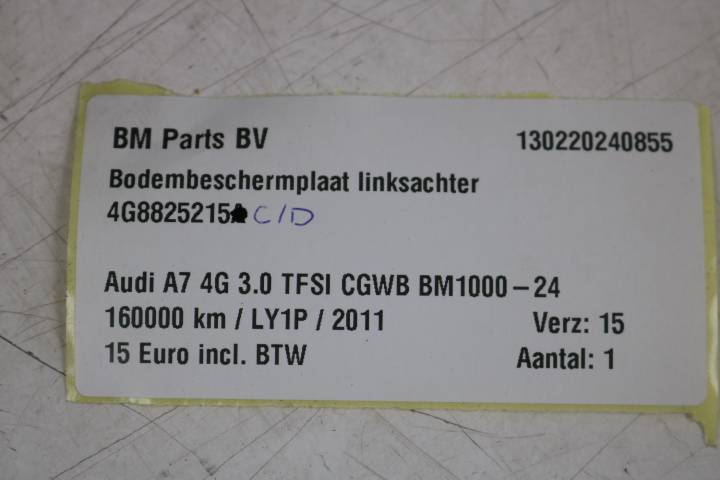 BM Parts BV 130220240855
Bodembeschermplaat linksachter
4G8825215 C/D
Audi A7 4G 3.0 TFSI CGWB BM1000-24
160000 km / LY1P / 2011 Verz: 15
15 Euro incl. BTW Aantal: 1